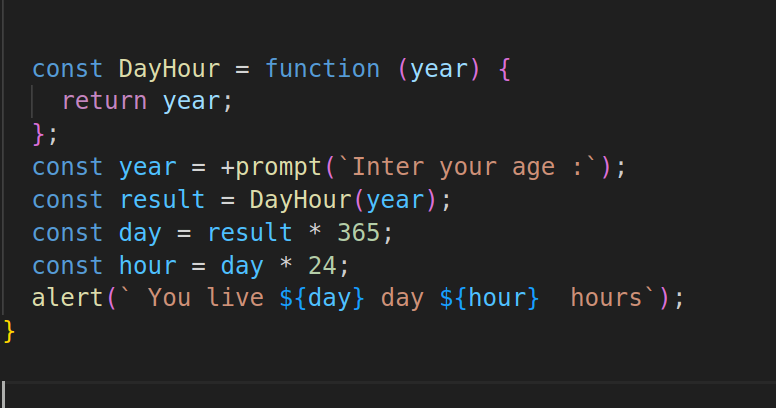 const DayHour = function (year) {
return year;
};
const year = +prompt(`Inter your age :`);
const result = DayHour(year);
const day = result * 365;
const hour = day * 24;
alert(` You live ${day} day ${hour}  hours`);
}